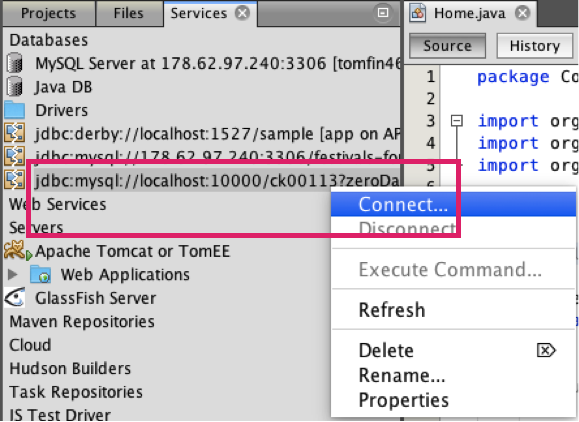 Projects Files Services
Databases
MySQL Server at 178.62.97.240:3306 [tomfin46
Java DB
Drivers
jdbc:derby://localhost:1527/sample [app on AP
jdbc:mysql://178.62.97.240:3306/festivals-fo
jdbc:mysql://localhost:10000/ck00113?zeroDa
Web Services
Servers
Apache Tomcat or TomEE
Web Applications
GlassFish Server
Maven Repositories
Cloud
Hudson Builders
Task Repositories
JS Test Driver
Home.java
Source History
1 package Co
2
3 import org
4 import org
5 import org
Connect...
Disconnect
Execute Command...
Refresh
Delete
Rename...
Properties